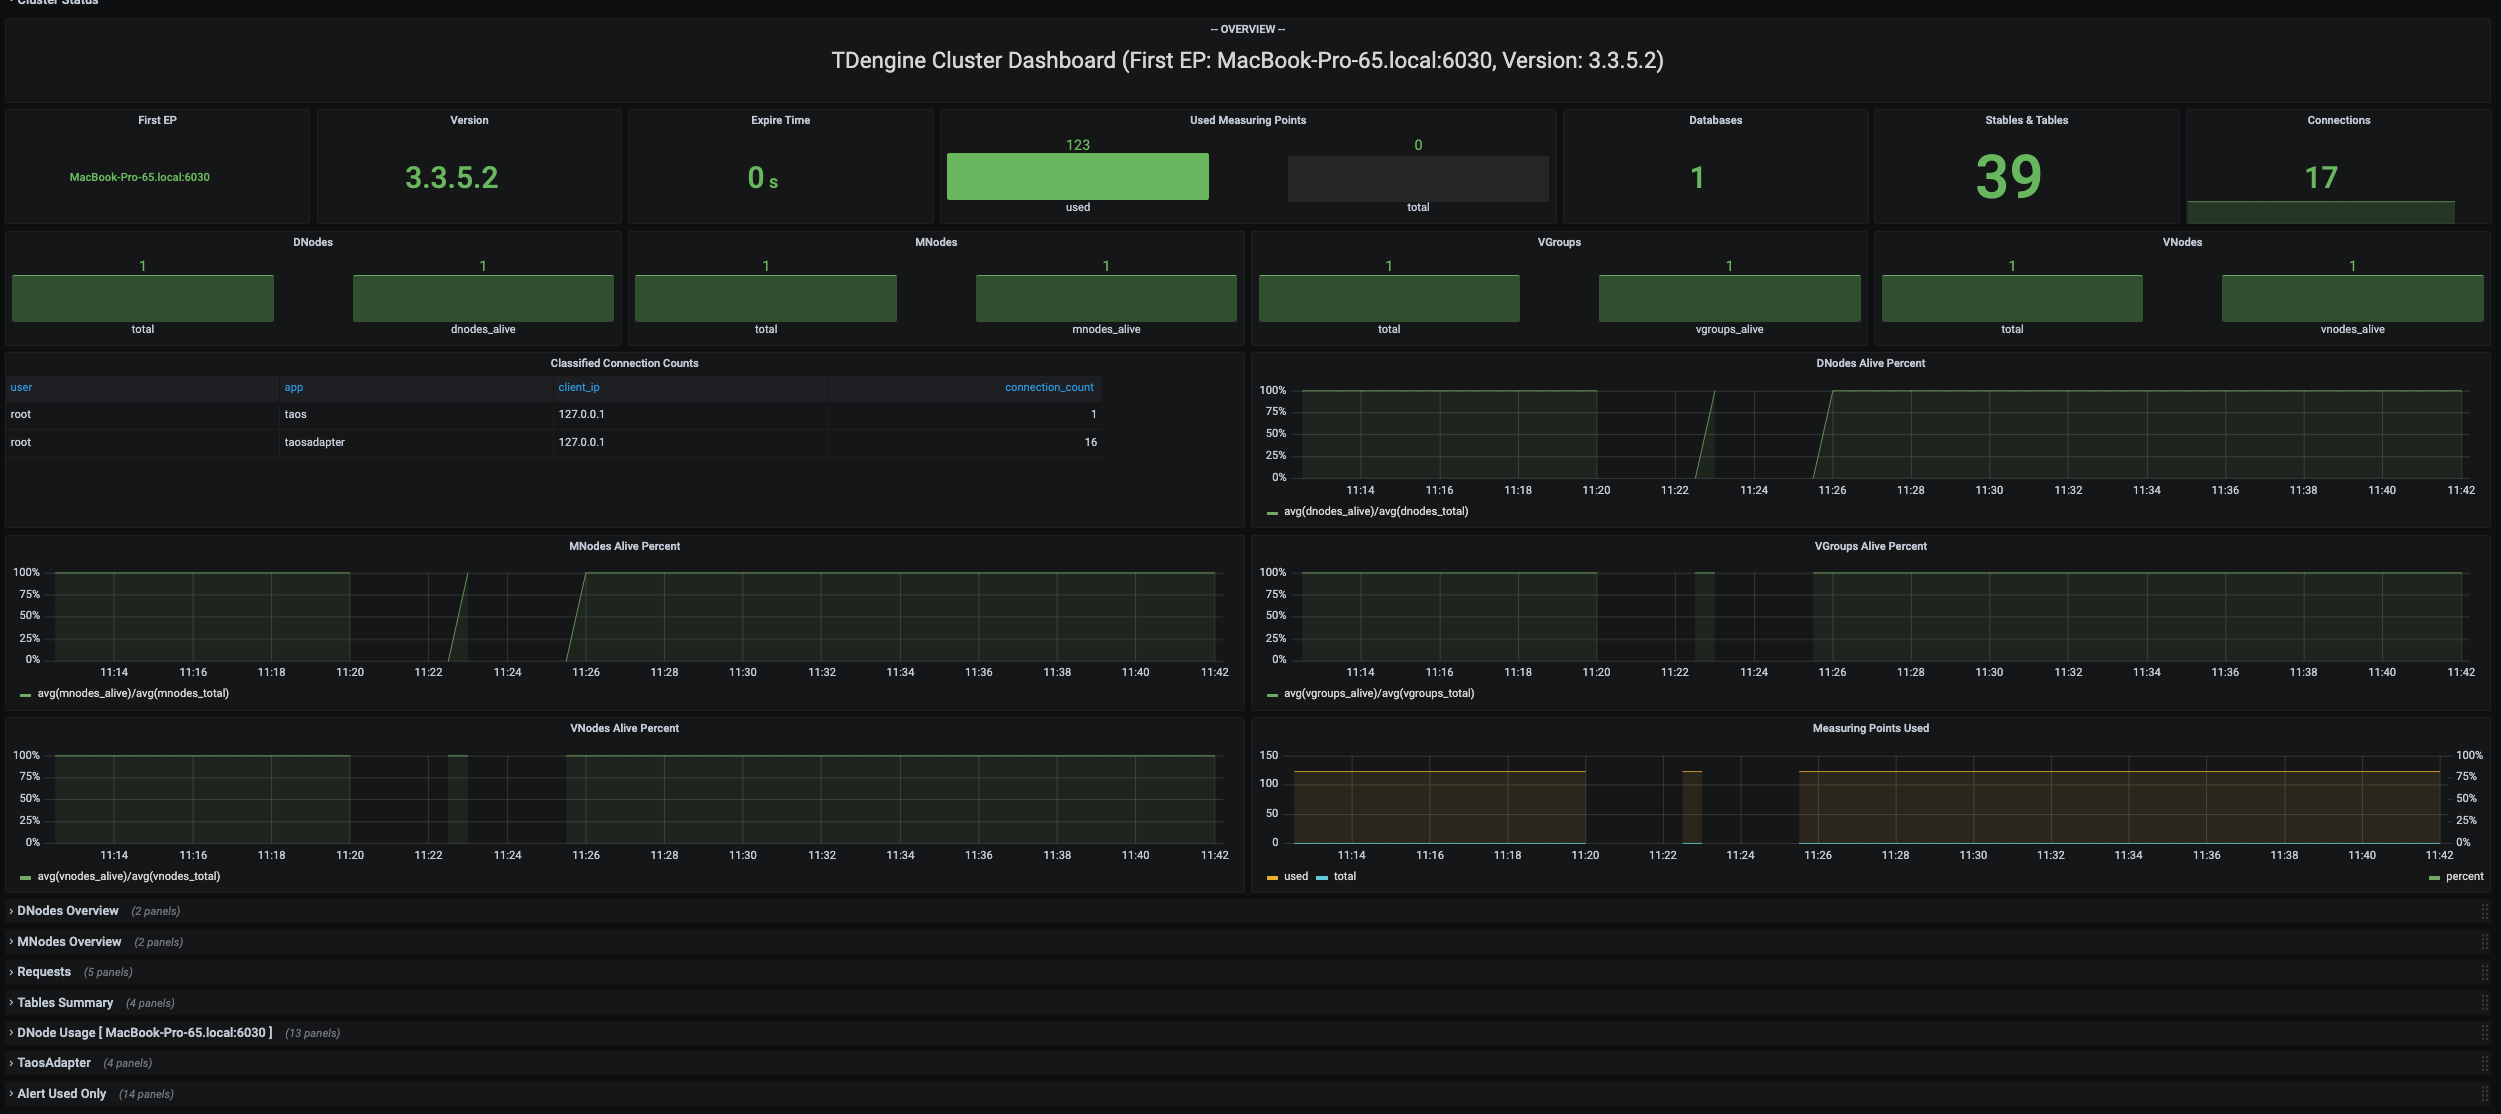 Cluster Status
-- OVERVIEW --
TDengine Cluster Dashboard (First EP: MacBook-Pro-65.local:6030, Version: 3.3.5.2)
First EP
MacBook-Pro-65.local:6030
Version
3.3.5.2
Expire Time
0 s
Used Measuring Points
123
used
0
total
Databases
1
Stables & Tables
39
Connections
17
DNodes
1
total
1
dnodes_alive
MNodes
1
total
1
mnodes_alive
VGroups
1
total
1
vgroups_alive
VNodes
1
total
1
vnodes_alive
Classified Connection Counts
user app client_ip connection_count
root taos 127.0.0.1 1
root taosadapter 127.0.0.1 16
DNodes Alive Percent
100%
75%
50%
25%
0%
11:14 11:16 11:18 11:20 11:22 11:24 11:26 11:28 11:30 11:32 11:34 11:36 11:38 11:40 11:42
avg(dnodes_alive)/avg(dnodes_total)
MNodes Alive Percent
100%
75%
50%
25%
0%
11:14 11:16 11:18 11:20 11:22 11:24 11:26 11:28 11:30 11:32 11:34 11:36 11:38 11:40 11:42
avg(mnodes_alive)/avg(mnodes_total)
VGroups Alive Percent
100%
75%
50%
25%
0%
11:14 11:16 11:18 11:20 11:22 11:24 11:26 11:28 11:30 11:32 11:34 11:36 11:38 11:40 11:42
avg(vgroups_alive)/avg(vgroups_total)
VNodes Alive Percent
100%
75%
50%
25%
0%
11:14 11:16 11:18 11:20 11:22 11:24 11:26 11:28 11:30 11:32 11:34 11:36 11:38 11:40 11:42
avg(vnodes_alive)/avg(vnodes_total)
Measuring Points Used
150 100%
75%
100
50%
50
25%
0 0%
11:14 11:16 11:18 11:20 11:22 11:24 11:26 11:28 11:30 11:32 11:34 11:36 11:38 11:40 11:42
used total percent
DNodes Overview (2 panels)
MNodes Overview (2 panels)
Requests (5 panels)
Tables Summary (4 panels)
DNode Usage [ MacBook-Pro-65.local:6030 ] (13 panels)
TaosAdapter (4 panels)
Alert Used Only (14 panels)